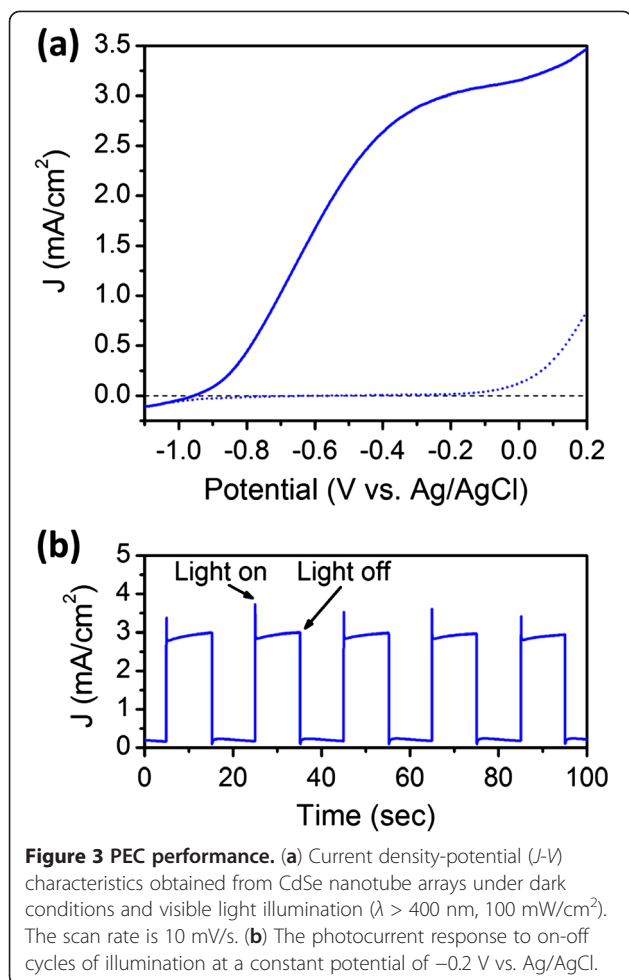 (a)
3.5
3.0
2.5
2.0
1.5
1.0
0.5
0.0
J (mA/cm²)
-1.0 -0.8 -0.6 -0.4 -0.2 0.0 0.2
Potential (V vs. Ag/AgCl)
(b)
5
4
3
2
1
0
J (mA/cm²)
Light on Light off
0 20 40 60 80 100
Time (sec)
Figure 3 PEC performance. (a) Current density-potential (J-V)
characteristics obtained from CdSe nanotube arrays under dark
conditions and visible light illumination (λ > 400 nm, 100 mW/cm²).
The scan rate is 10 mV/s. (b) The photocurrent response to on-off
cycles of illumination at a constant potential of −0.2 V vs. Ag/AgCl.